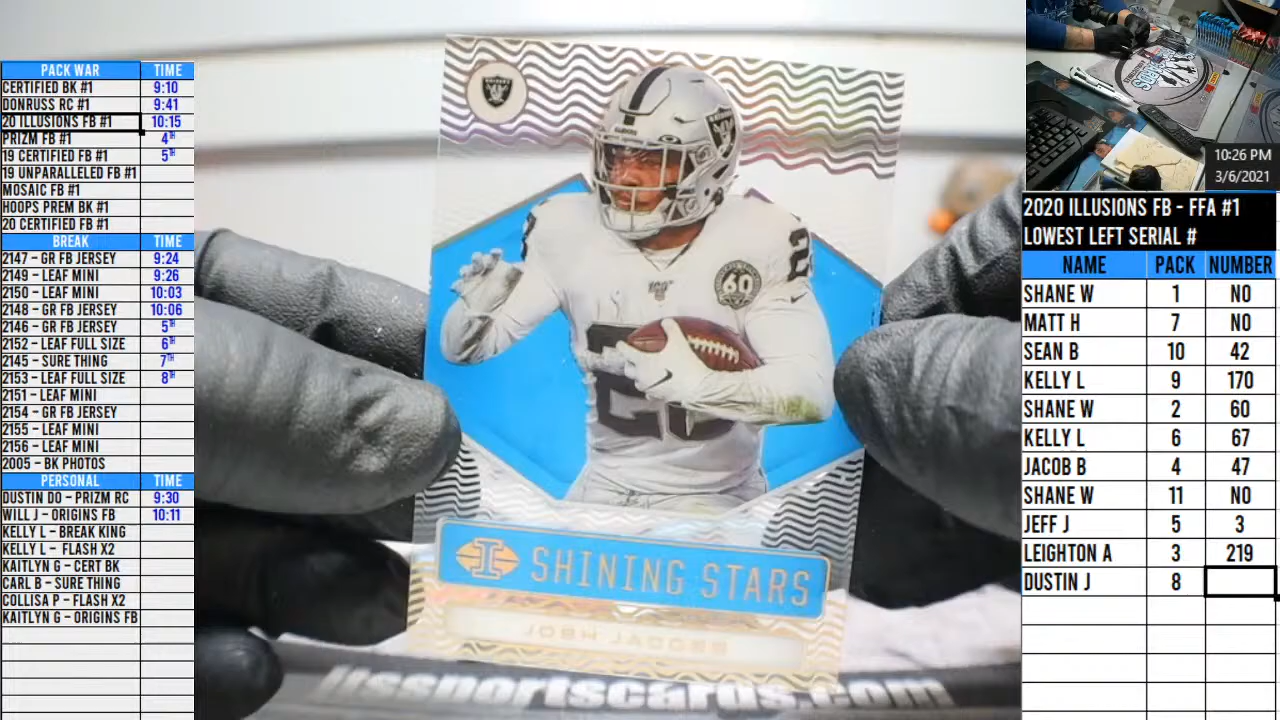 PACK WAR TIME
CERTIFIED BK #1 9:10
DONRUSS RC #1 9:41
20 ILLUSIONS FB #1 10:15
PRIZM FB #1 4TH
19 CERTIFIED FB #1 5TH
19 UNPARALLELED FB #1
MOSAIC FB #1
HOOPS PREM BK #1
20 CERTIFIED FB #1
BREAK TIME
2147 - GR FB JERSEY 9:24
2149 - LEAF MINI 9:26
2150 - LEAF MINI 10:03
2148 - GR FB JERSEY 10:06
2146 - GR FB JERSEY 5TH
2152 - LEAF FULL SIZE 6TH
2145 - SURE THING 7TH
2153 - LEAF FULL SIZE 8TH
2151 - LEAF MINI
2154 - GR FB JERSEY
2155 - LEAF MINI
2156 - LEAF MINI
2005 - BK PHOTOS
PERSONAL TIME
DUSTIN DO - PRIZM RC 9:30
WILL J - ORIGINS FB 10:11
KELLY L - BREAK KING
KELLY L - FLASH X2
KAITLYN G - CERT BK
CARL B - SURE THING
COLLISA P - FLASH X2
KAITLYN G - ORIGINS FB
RAIDERS
60
28
I SHINING STARS
JOSH JACOBS
itssportscards.com
10:26 PM
3/6/2021
2020 ILLUSIONS FB - FFA #1
LOWEST LEFT SERIAL #
NAME PACK NUMBER
SHANE W 1 NO
MATT H 7 NO
SEAN B 10 42
KELLY L 9 170
SHANE W 2 60
KELLY L 6 67
JACOB B 4 47
SHANE W 11 NO
JEFF J 5 3
LEIGHTON A 3 219
DUSTIN J 8